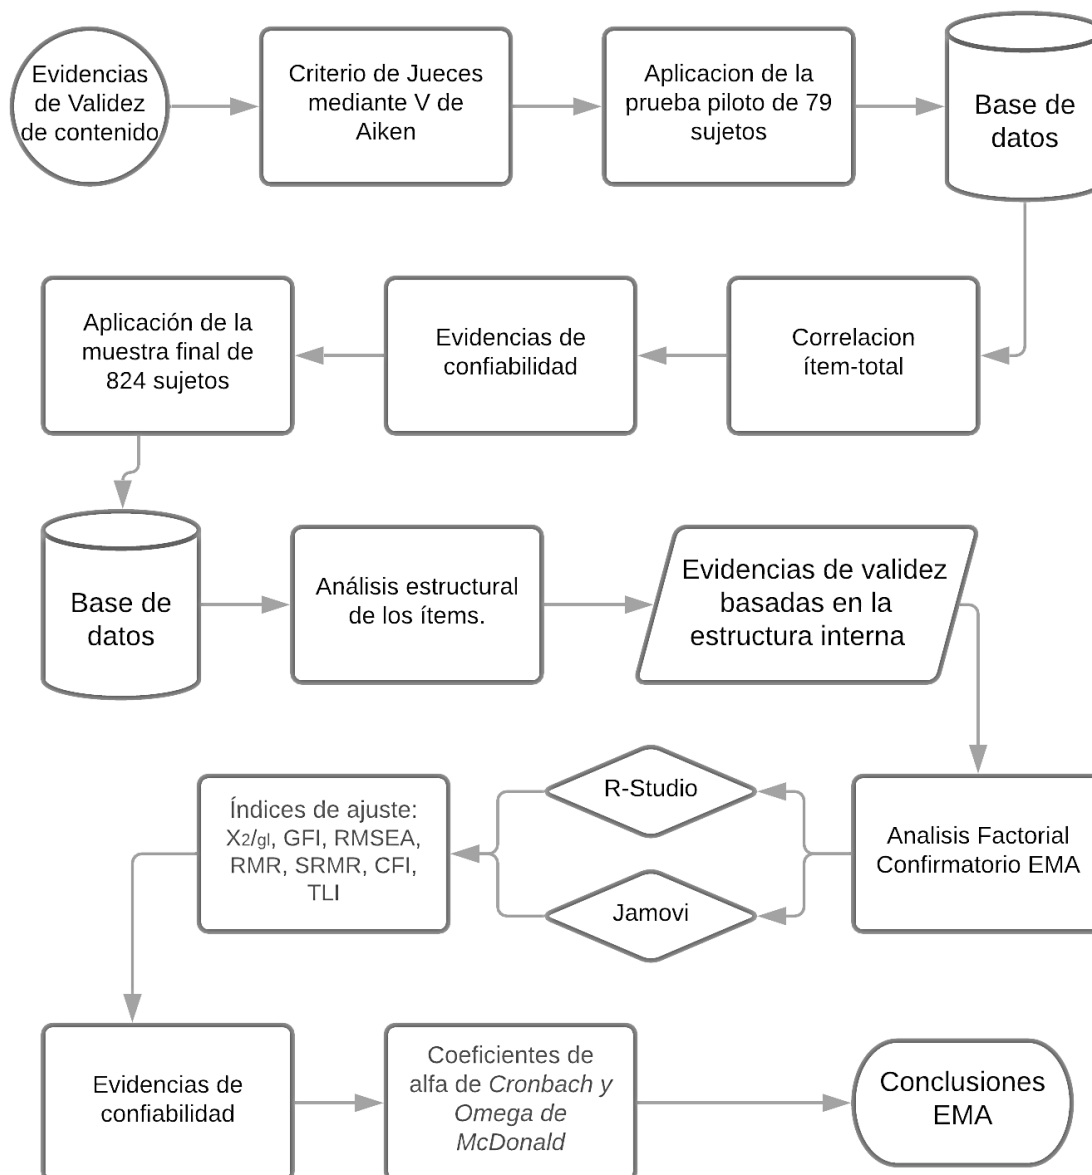 Evidencias
de Validez
de contenido
Criterio de Jueces
mediante V de
Aiken
Aplicacion de la
prueba piloto de 79
sujetos
Base de
datos
Correlacion
ítem-total
Evidencias de
confiabilidad
Aplicación de la
muestra final de
824 sujetos
Base de
datos
Análisis estructural
de los ítems.
Evidencias de validez
basadas en la
estructura interna
Analisis Factorial
Confirmatorio EMA
R-Studio
Jamovi
Índices de ajuste:
X2/gl, GFI, RMSEA,
RMR, SRMR, CFI,
TLI
Evidencias de
confiabilidad
Coeficientes de
alfa de Cronbach y
Omega de
McDonald
Conclusiones
EMA